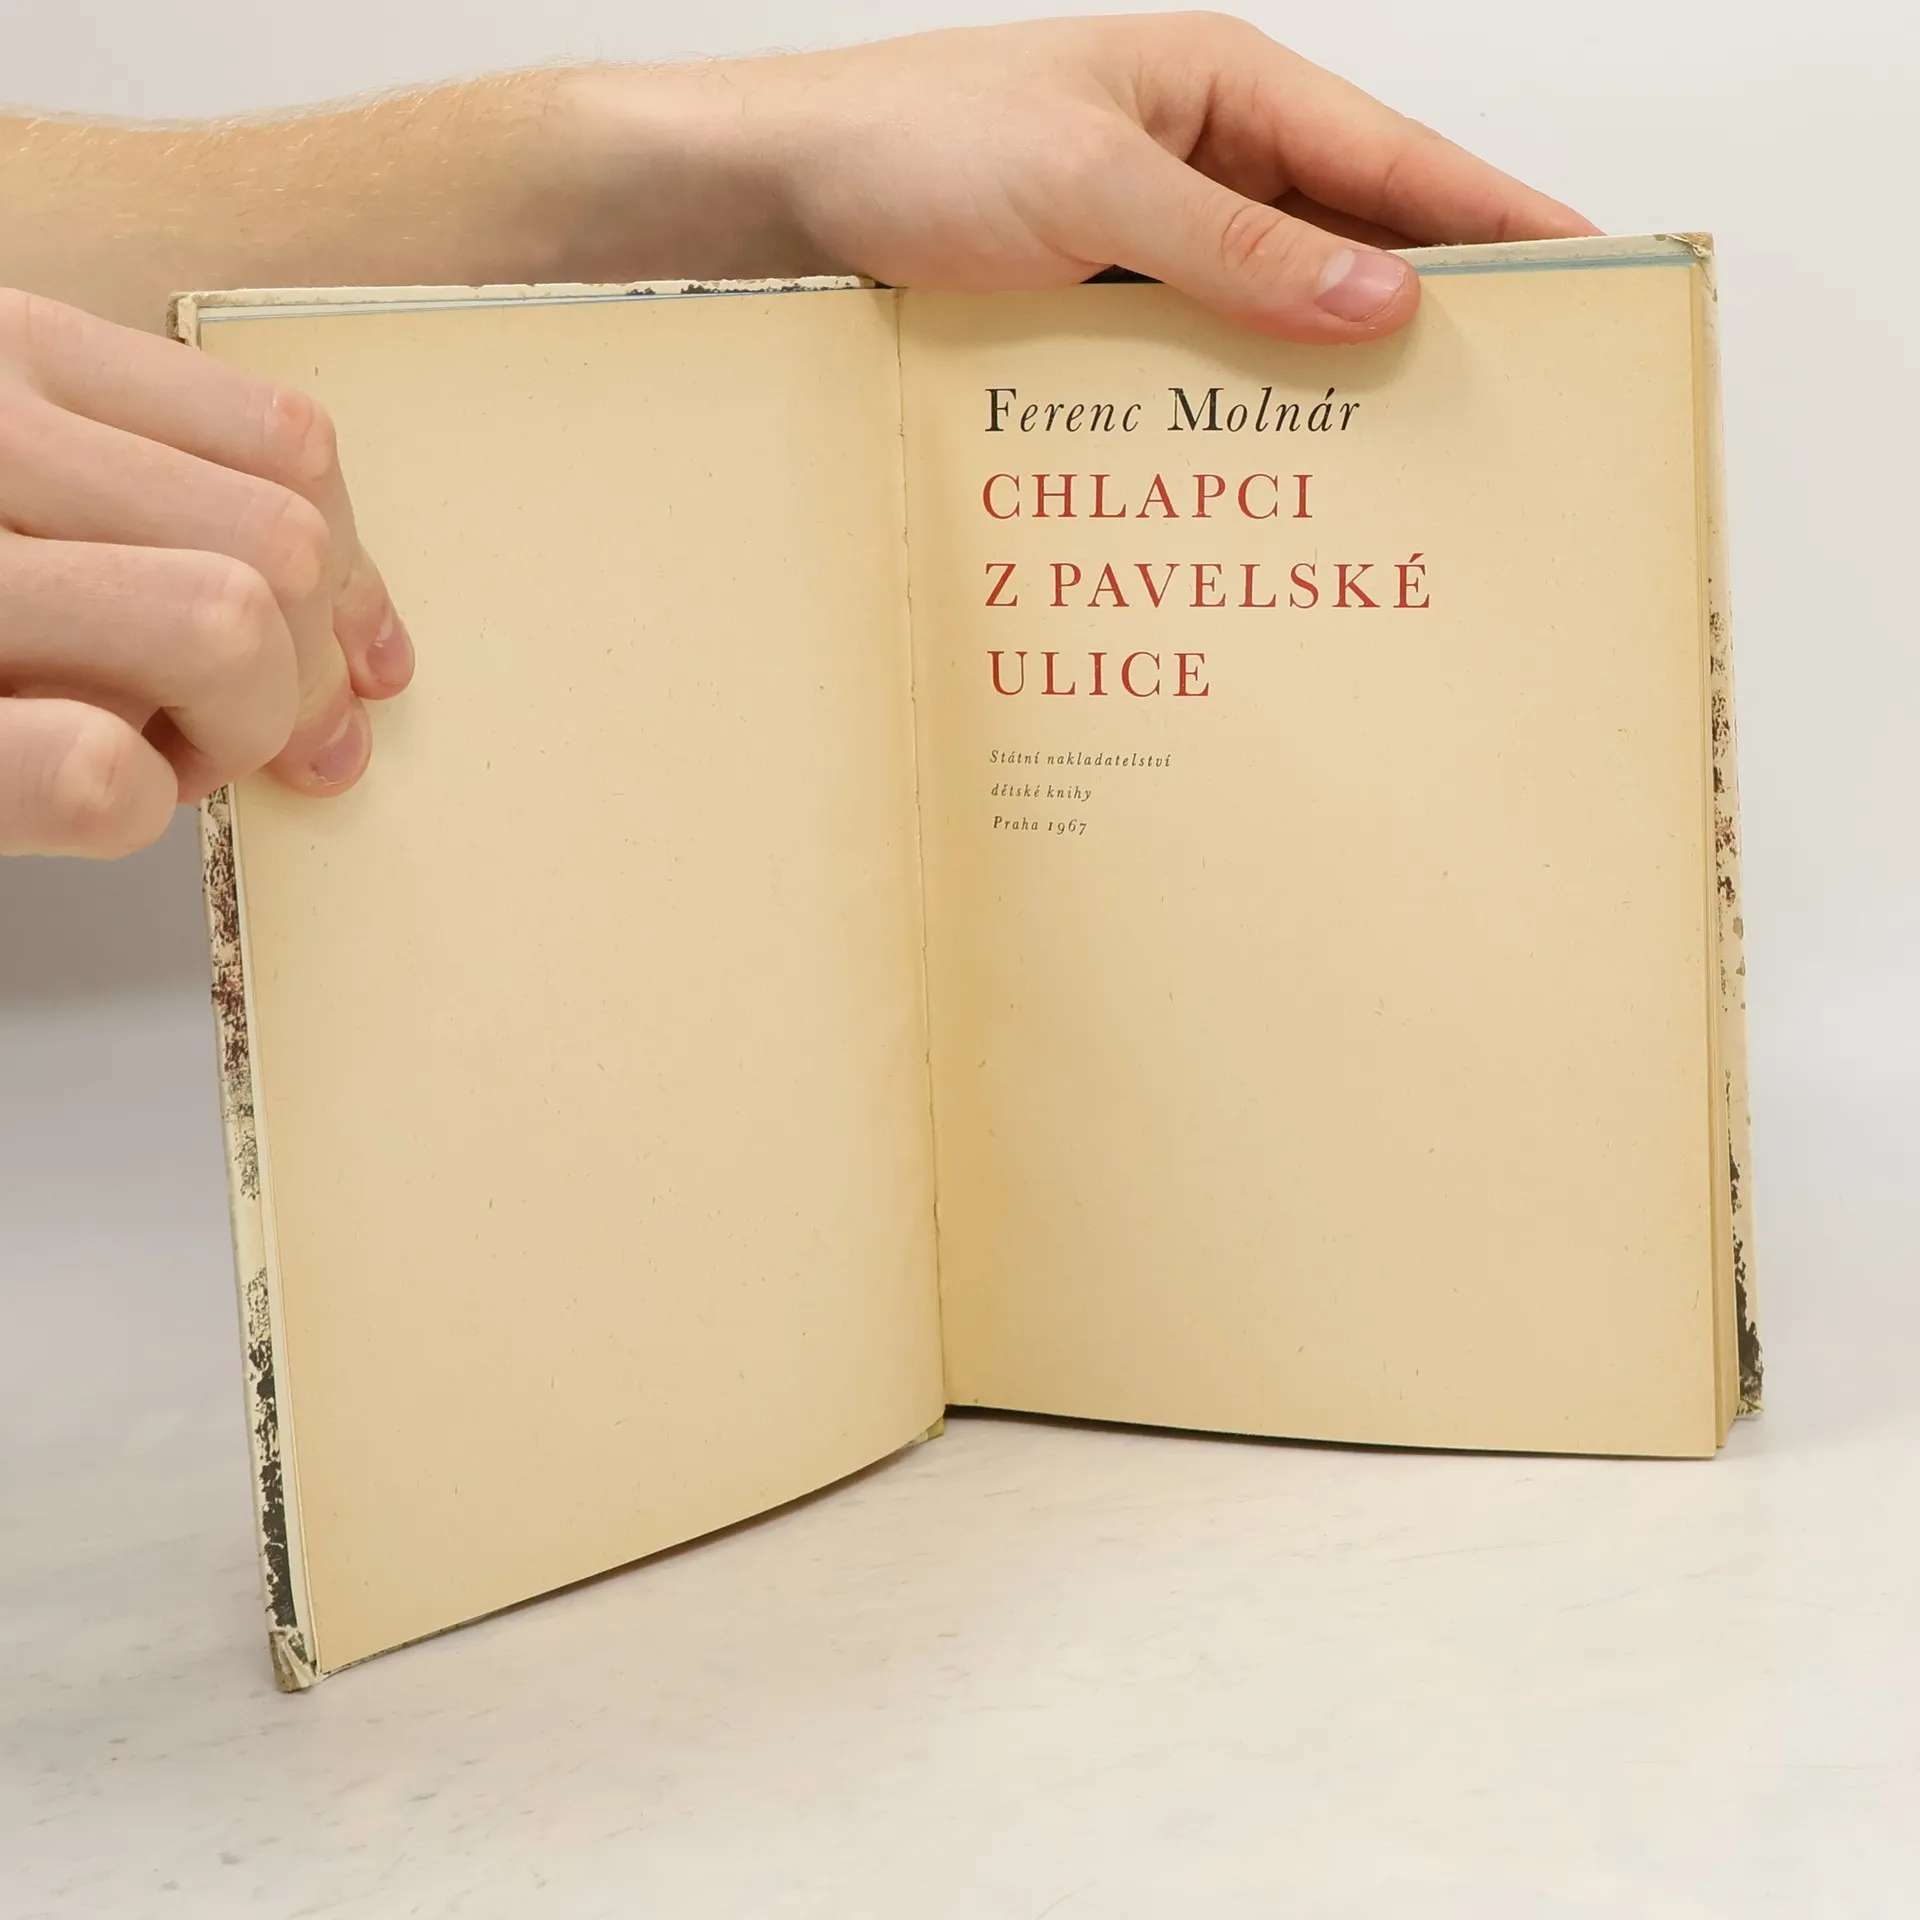 Ferenc Molnár
CHLAPCI
Z PAVELSKÉ
ULICE
Státní nakladatelství
dětské knihy
Praha 1967